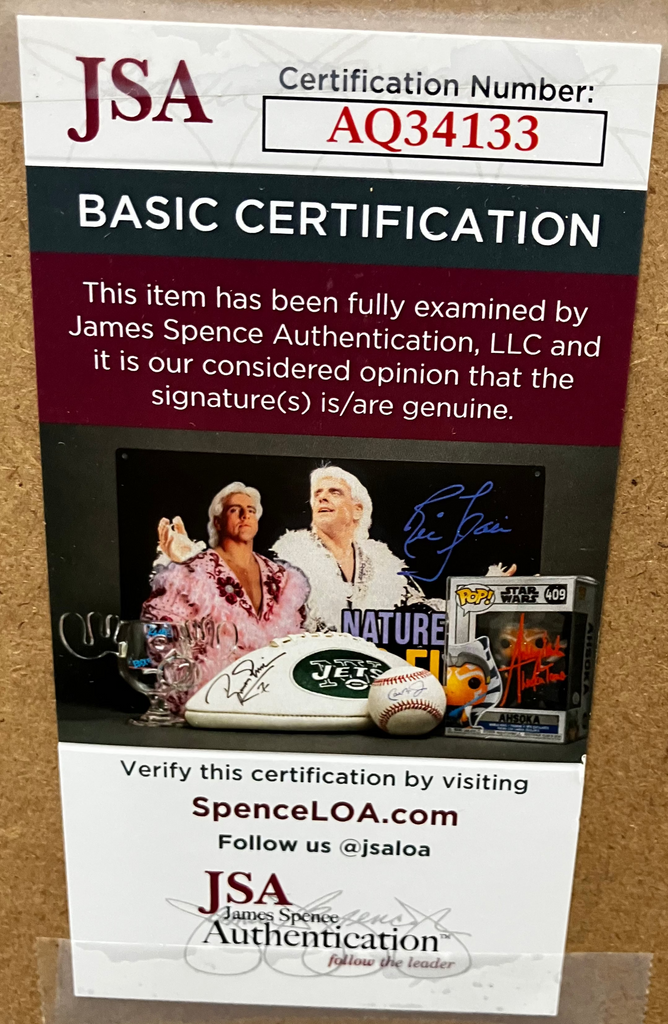 JSA
Certification Number:
AQ34133
BASIC CERTIFICATION
This item has been fully examined by
James Spence Authentication, LLC and
it is our considered opinion that the
signature(s) is/are genuine.
NATURE
POP!
STAR WARS
409
JETS
AHSOKA
AHSOKA
Verify this certification by visiting
SpenceLOA.com
Follow us @jsaloa
JSA
James Spence
Authentication™
follow the leader